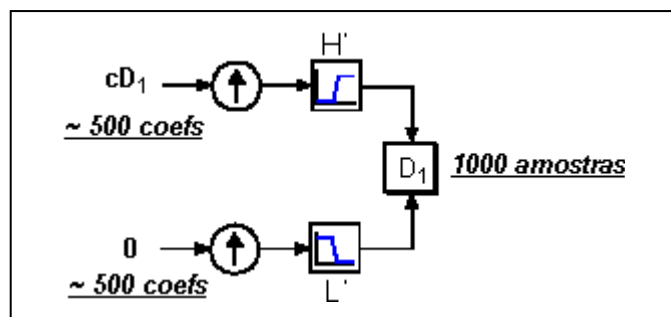 H'
cD₁
~ 500 coefs
D₁
1000 amostras
0
~ 500 coefs
L'